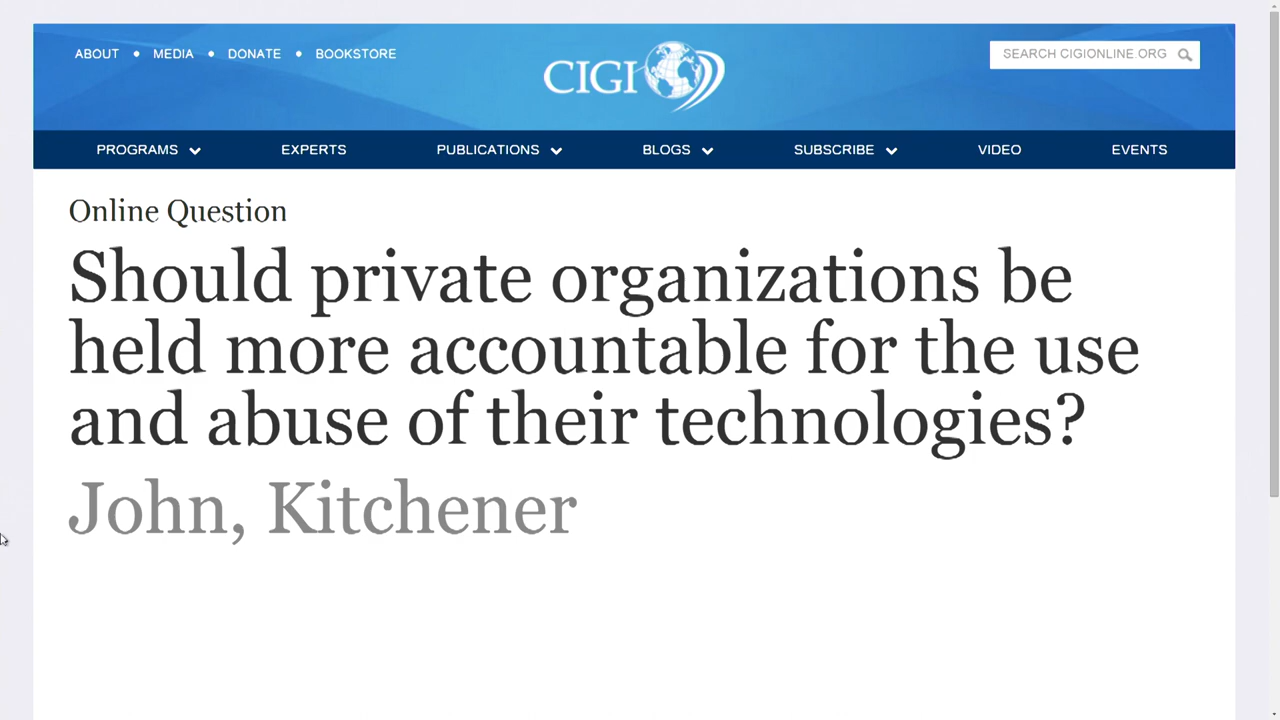 ABOUT • MEDIA • DONATE • BOOKSTORE
CIGI
SEARCH CIGIONLINE.ORG
PROGRAMS EXPERTS PUBLICATIONS BLOGS SUBSCRIBE VIDEO EVENTS
Online Question
Should private organizations be
held more accountable for the use
and abuse of their technologies?
John, Kitchener